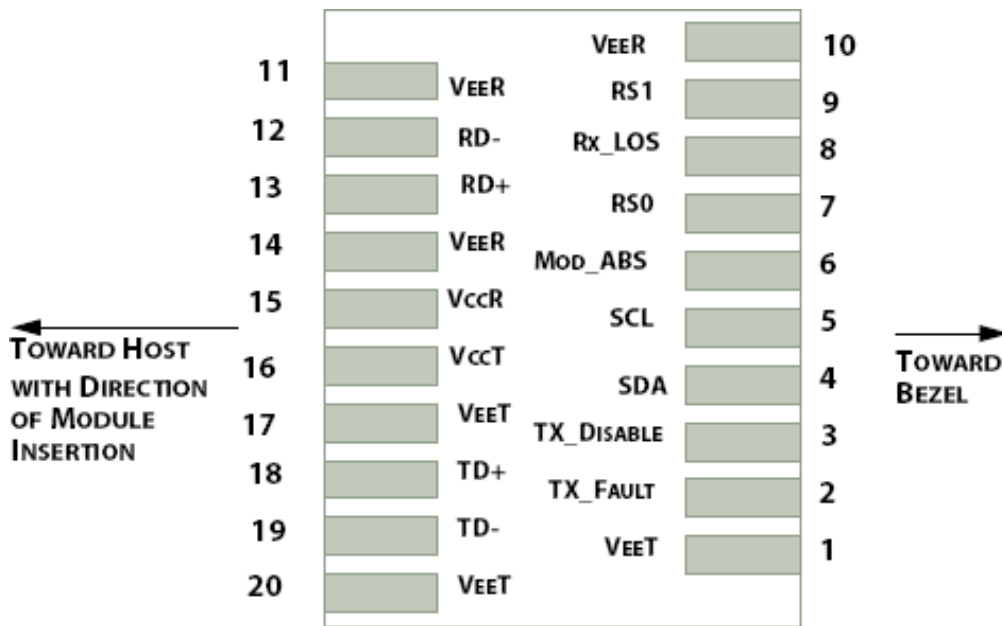 11 VEER
12 RD-
13 RD+
14 VEER
15 VCCR
16 VCCT
17 VEET
18 TD+
19 TD-
20 VEET
VEER 10
RS1 9
RX_LOS 8
RS0 7
MOD_ABS 6
SCL 5
SDA 4
TX_DISABLE 3
TX_FAULT 2
VEET 1
TOWARD HOST
WITH DIRECTION
OF MODULE
INSERTION
TOWARD
BEZEL